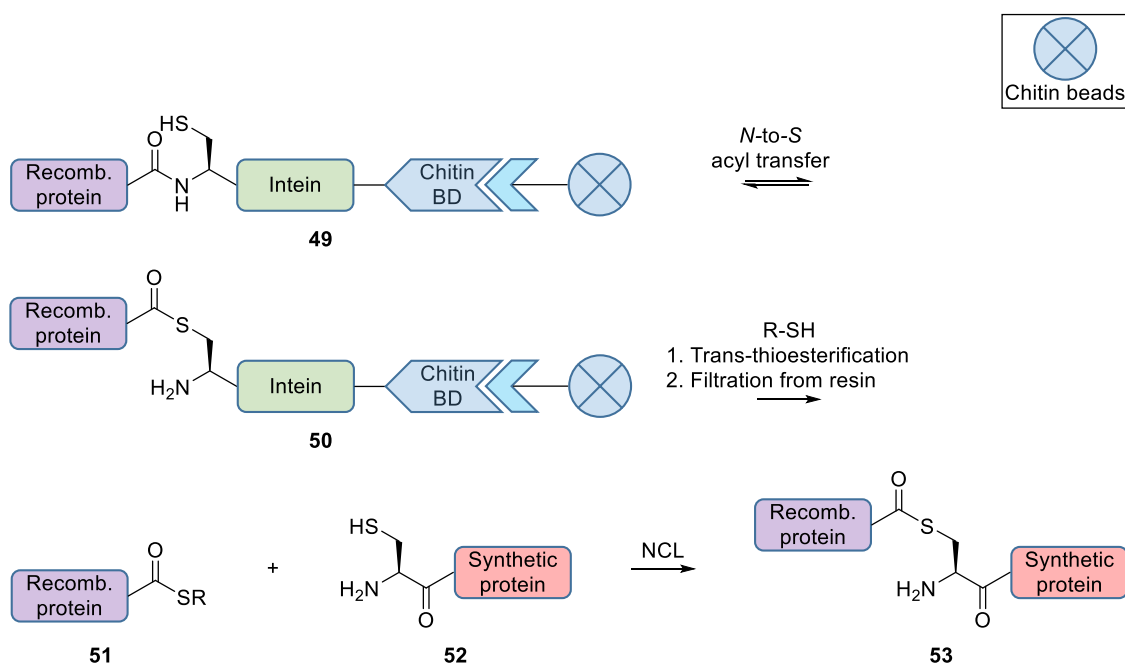 Chitin beads
HS
O
Recomb.
protein
N
H
Intein
Chitin
BD
N-to-S
acyl transfer
49
O
Recomb.
protein
S
H2N
Intein
Chitin
BD
R-SH
1. Trans-thioesterification
2. Filtration from resin
50
O
Recomb.
protein
SR
+
HS
H2N
O
Synthetic
protein
NCL
O
Recomb.
protein
S
H2N
O
Synthetic
protein
51
52
53